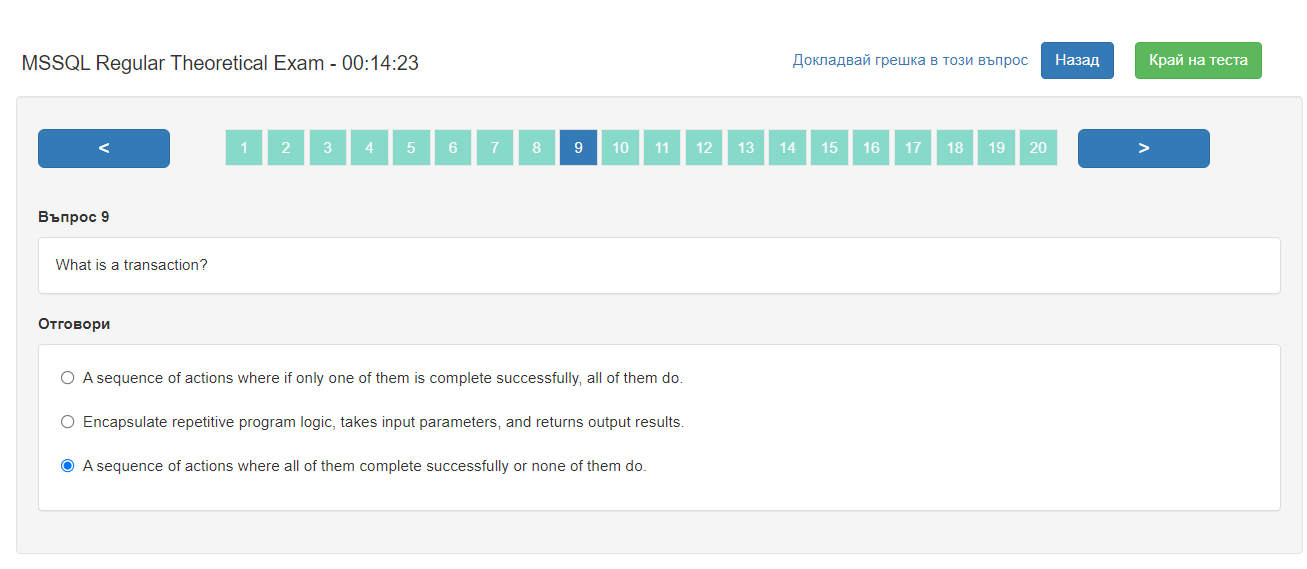 MSSQL Regular Theoretical Exam - 00:14:23
Докладвай грешка в този въпрос
Назад
Край на теста
< 1 2 3 4 5 6 7 8 9 10 11 12 13 14 15 16 17 18 19 20 >
Въпрос 9
What is a transaction?
Отговори
A sequence of actions where if only one of them is complete successfully, all of them do.
Encapsulate repetitive program logic, takes input parameters, and returns output results.
A sequence of actions where all of them complete successfully or none of them do.